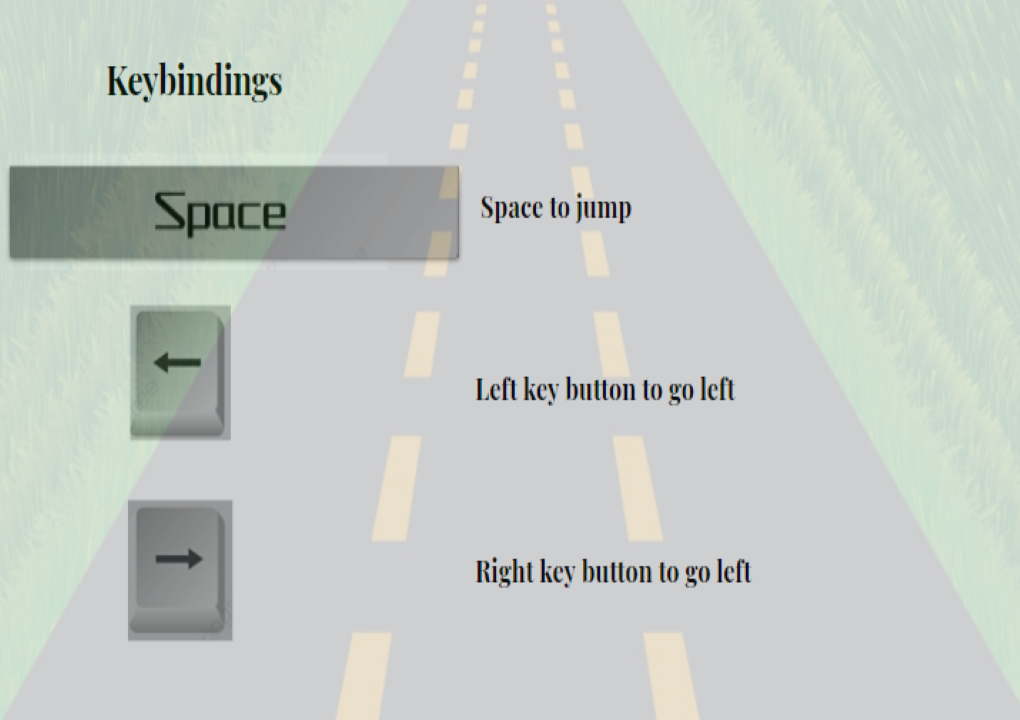 Keybindings
Space
Space to jump
Left key button to go left
Right key button to go left